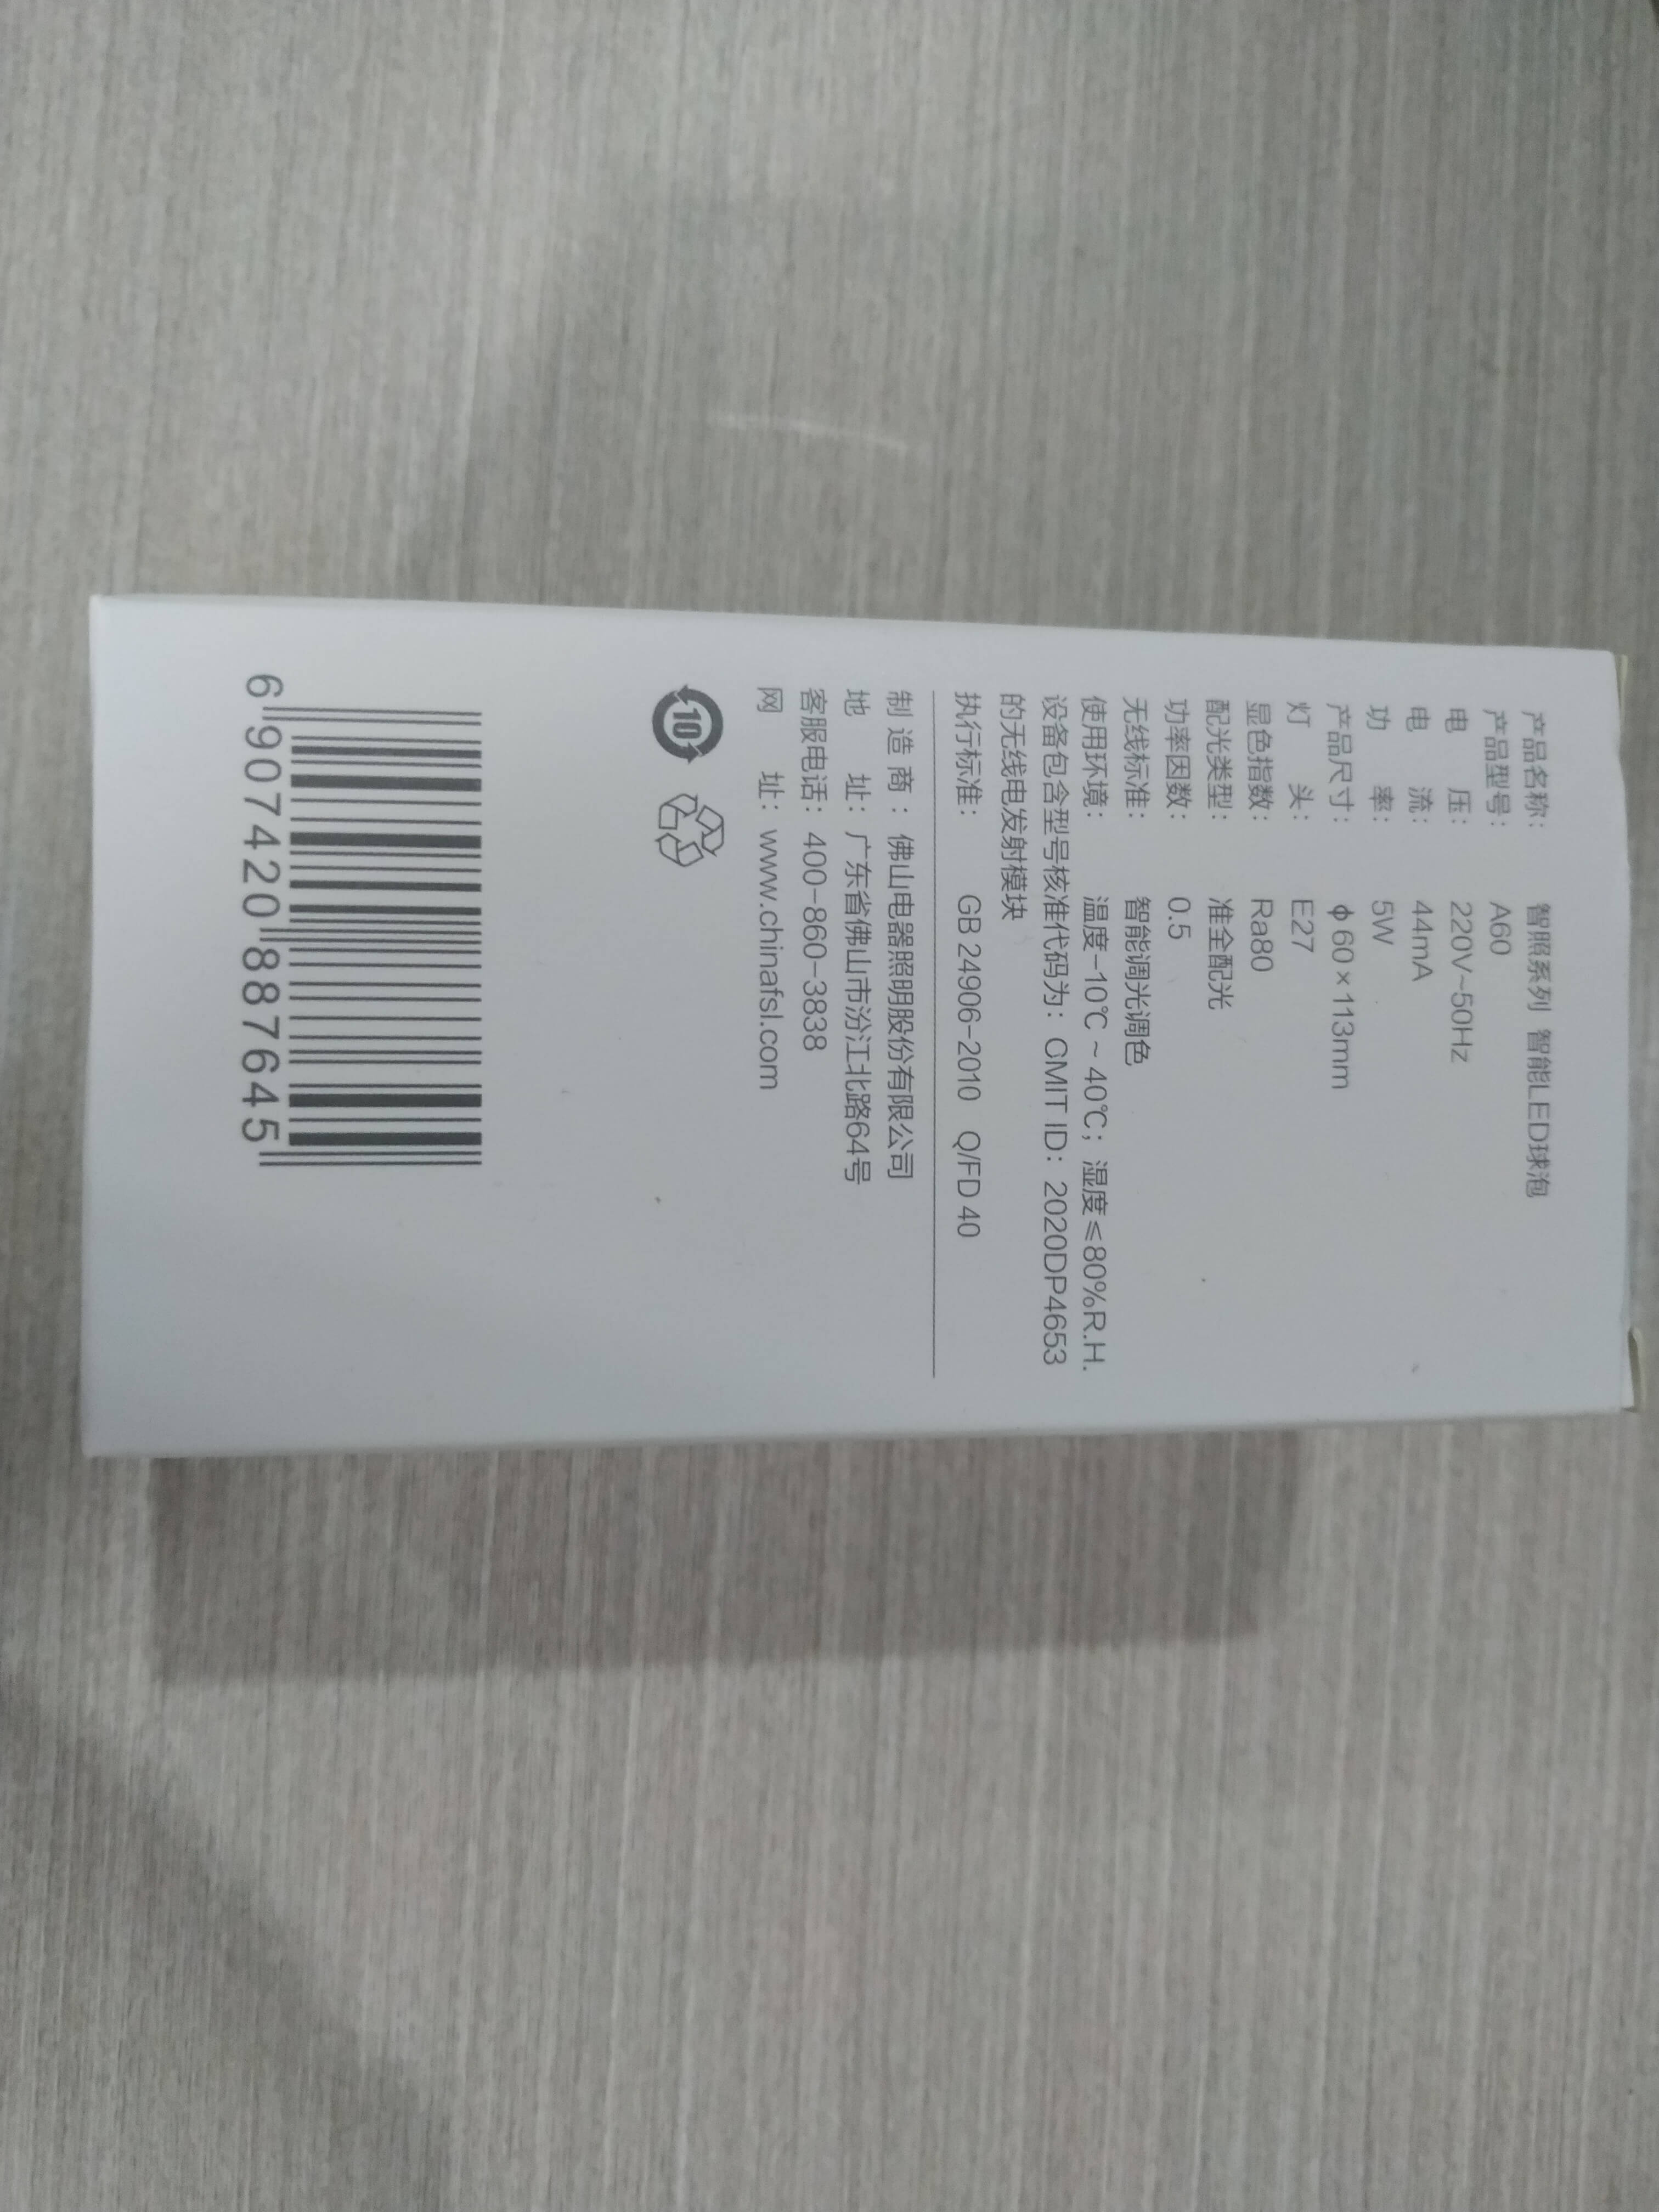 产品名称： 智照系列 智能LED球泡
产品型号： A60
电 压： 220V~50Hz
电 流： 44mA
功 率： 5W
产品尺寸： ϕ60×113mm
灯 头： E27
显色指数： Ra80
配光类型： 准全配光
功率因数： 0.5
无线标准： 智能调光调色
使用环境： 温度-10℃~40℃；湿度≤80%R.H.
设备包含型号核准代码为：CMIT ID：2020DP4653
的无线电发射模块
执行标准： GB 24906-2010 Q/FD 40
制 造 商：佛山电器照明股份有限公司
地 址：广东省佛山市汾江北路64号
客服电话：400-860-3838
网 址：www.chinafsl.com
10
6 907420 887645